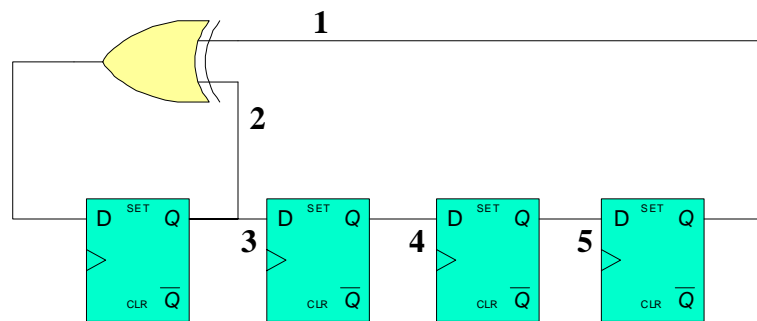 1
2
D SET Q D SET Q D SET Q D SET Q
3 4 5
CLR Q̅ CLR Q̅ CLR Q̅ CLR Q̅